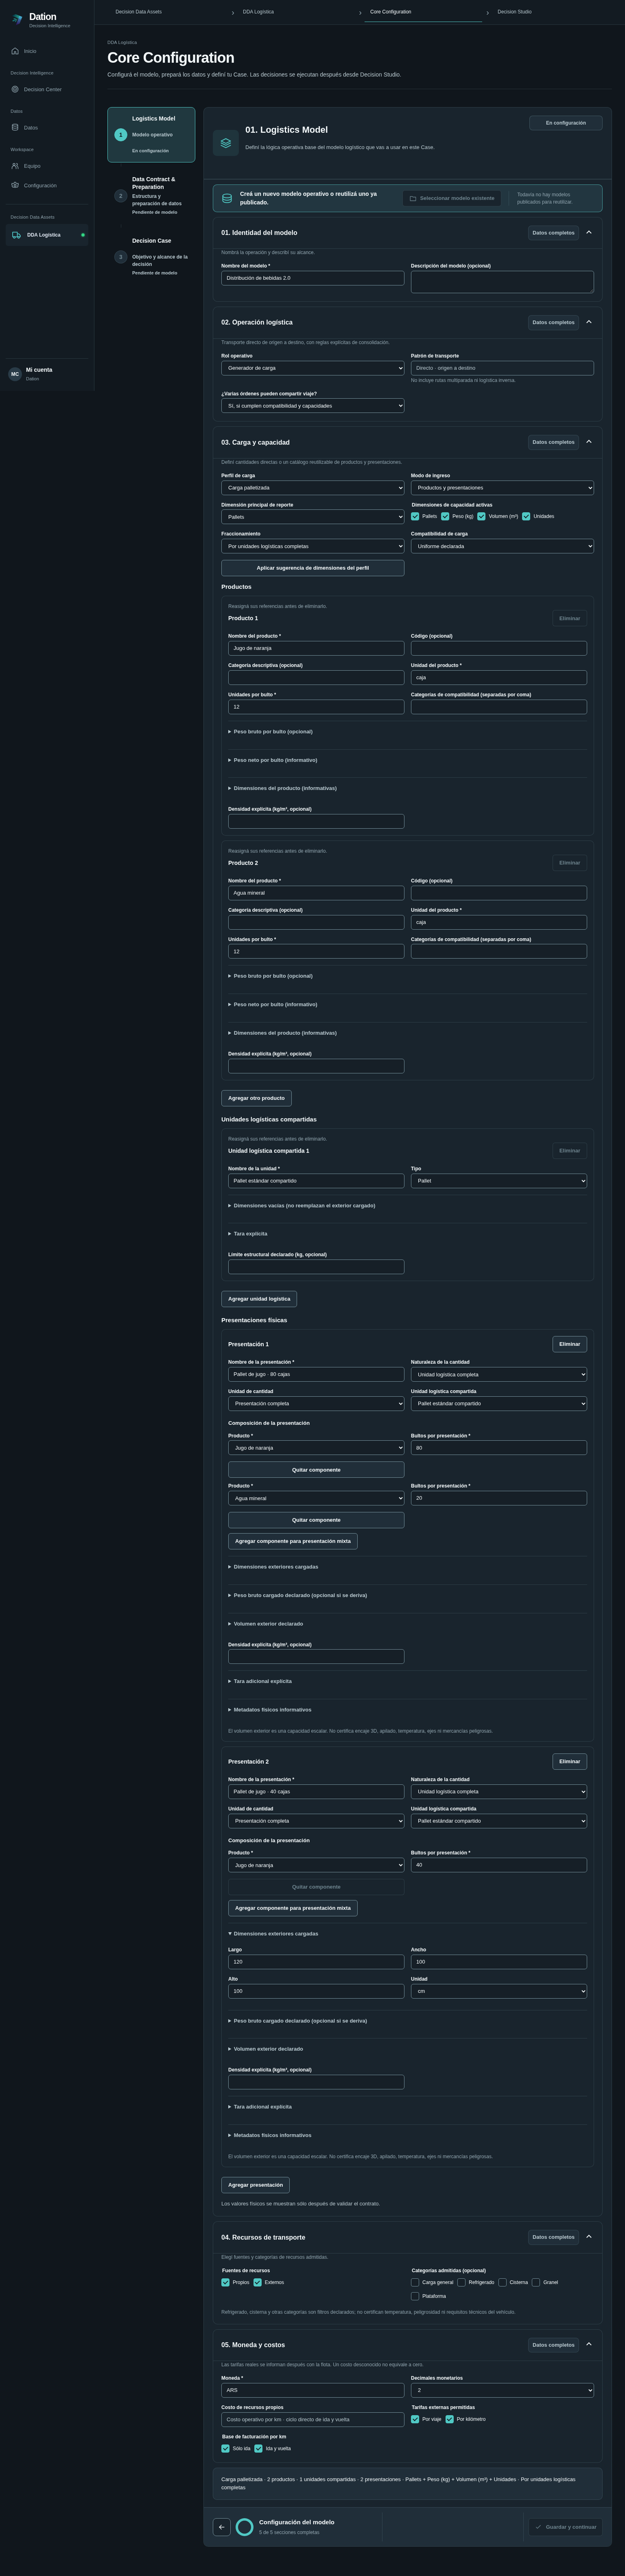 Dation
Decision Intelligence
Inicio
Decision Intelligence
Decision Center
Datos
Datos
Workspace
Equipo
Configuración
Decision Data Assets
DDA Logística
MC
Mi cuenta
Dation
Decision Data Assets
DDA Logística
Core Configuration
Decision Studio
DDA Logística
Core Configuration
Configurá el modelo, prepará los datos y definí tu Case. Las decisiones se ejecutan después desde Decision Studio.
Logistics Model
1
Modelo operativo
En configuración
Data Contract & Preparation
2
Estructura y preparación de datos
Pendiente de modelo
Decision Case
3
Objetivo y alcance de la decisión
Pendiente de modelo
01. Logistics Model
Definí la lógica operativa base del modelo logístico que vas a usar en este Case.
En configuración
Creá un nuevo modelo operativo o reutilizá uno ya publicado.
Seleccionar modelo existente
Todavía no hay modelos publicados para reutilizar.
01. Identidad del modelo
Datos completos
Nombrá la operación y describí su alcance.
Nombre del modelo *
Descripción del modelo (opcional)
Distribución de bebidas 2.0
02. Operación logística
Datos completos
Transporte directo de origen a destino, con reglas explícitas de consolidación.
Rol operativo
Patrón de transporte
Generador de carga
Directo · origen a destino
No incluye rutas multiparada ni logística inversa.
¿Varias órdenes pueden compartir viaje?
Sí, si cumplen compatibilidad y capacidades
03. Carga y capacidad
Datos completos
Definí cantidades directas o un catálogo reutilizable de productos y presentaciones.
Perfil de carga
Modo de ingreso
Carga palletizada
Productos y presentaciones
Dimensión principal de reporte
Dimensiones de capacidad activas
Pallets
Pallets
Peso (kg)
Volumen (m³)
Unidades
Fraccionamiento
Compatibilidad de carga
Por unidades logísticas completas
Uniforme declarada
Aplicar sugerencia de dimensiones del perfil
Productos
Reasigná sus referencias antes de eliminarlo.
Producto 1
Eliminar
Nombre del producto *
Código (opcional)
Jugo de naranja
Categoría descriptiva (opcional)
Unidad del producto *
caja
Unidades por bulto *
Categorías de compatibilidad (separadas por coma)
12
Peso bruto por bulto (opcional)
Peso neto por bulto (informativo)
Dimensiones del producto (informativas)
Densidad explícita (kg/m³, opcional)
Reasigná sus referencias antes de eliminarlo.
Producto 2
Eliminar
Nombre del producto *
Código (opcional)
Agua mineral
Categoría descriptiva (opcional)
Unidad del producto *
caja
Unidades por bulto *
Categorías de compatibilidad (separadas por coma)
12
Peso bruto por bulto (opcional)
Peso neto por bulto (informativo)
Dimensiones del producto (informativas)
Densidad explícita (kg/m³, opcional)
Agregar otro producto
Unidades logísticas compartidas
Reasigná sus referencias antes de eliminarlo.
Unidad logística compartida 1
Eliminar
Nombre de la unidad *
Tipo
Pallet estándar compartido
Pallet
Dimensiones vacías (no reemplazan el exterior cargado)
Tara explícita
Límite estructural declarado (kg, opcional)
Agregar unidad logística
Presentaciones físicas
Presentación 1
Eliminar
Nombre de la presentación *
Naturaleza de la cantidad
Pallet de jugo · 80 cajas
Unidad logística completa
Unidad de cantidad
Unidad logística compartida
Presentación completa
Pallet estándar compartido
Composición de la presentación
Producto *
Bultos por presentación *
Jugo de naranja
80
Quitar componente
Producto *
Bultos por presentación *
Agua mineral
20
Quitar componente
Agregar componente para presentación mixta
Dimensiones exteriores cargadas
Peso bruto cargado declarado (opcional si se deriva)
Volumen exterior declarado
Densidad explícita (kg/m³, opcional)
Tara adicional explícita
Metadatos físicos informativos
El volumen exterior es una capacidad escalar. No certifica encaje 3D, apilado, temperatura, ejes ni mercancías peligrosas.
Presentación 2
Eliminar
Nombre de la presentación *
Naturaleza de la cantidad
Pallet de jugo · 40 cajas
Unidad logística completa
Unidad de cantidad
Unidad logística compartida
Presentación completa
Pallet estándar compartido
Composición de la presentación
Producto *
Bultos por presentación *
Jugo de naranja
40
Quitar componente
Agregar componente para presentación mixta
Dimensiones exteriores cargadas
Largo
Ancho
120
100
Alto
Unidad
100
cm
Peso bruto cargado declarado (opcional si se deriva)
Volumen exterior declarado
Densidad explícita (kg/m³, opcional)
Tara adicional explícita
Metadatos físicos informativos
El volumen exterior es una capacidad escalar. No certifica encaje 3D, apilado, temperatura, ejes ni mercancías peligrosas.
Agregar presentación
Los valores físicos se muestran sólo después de validar el contrato.
04. Recursos de transporte
Datos completos
Elegí fuentes y categorías de recursos admitidas.
Fuentes de recursos
Categorías admitidas (opcional)
Propios
Externos
Carga general
Refrigerado
Cisterna
Granel
Plataforma
Refrigerado, cisterna y otras categorías son filtros declarados; no certifican temperatura, peligrosidad ni requisitos técnicos del vehículo.
05. Moneda y costos
Datos completos
Las tarifas reales se informan después con la flota. Un costo desconocido no equivale a cero.
Moneda *
Decimales monetarios
ARS
2
Costo de recursos propios
Tarifas externas permitidas
Costo operativo por km · ciclo directo de ida y vuelta
Por viaje
Por kilómetro
Base de facturación por km
Sólo ida
Ida y vuelta
Carga palletizada · 2 productos · 1 unidades compartidas · 2 presentaciones · Pallets + Peso (kg) + Volumen (m³) + Unidades · Por unidades logísticas completas
Configuración del modelo
5 de 5 secciones completas
Guardar y continuar